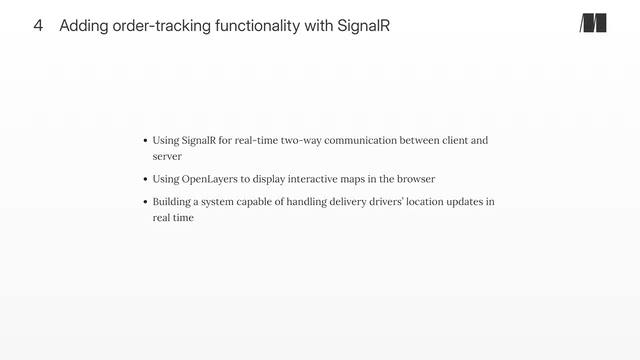 4 Adding order-tracking functionality with SignalR
• Using SignalR for real-time two-way communication between client and
server
• Using OpenLayers to display interactive maps in the browser
• Building a system capable of handling delivery drivers' location updates in
real time